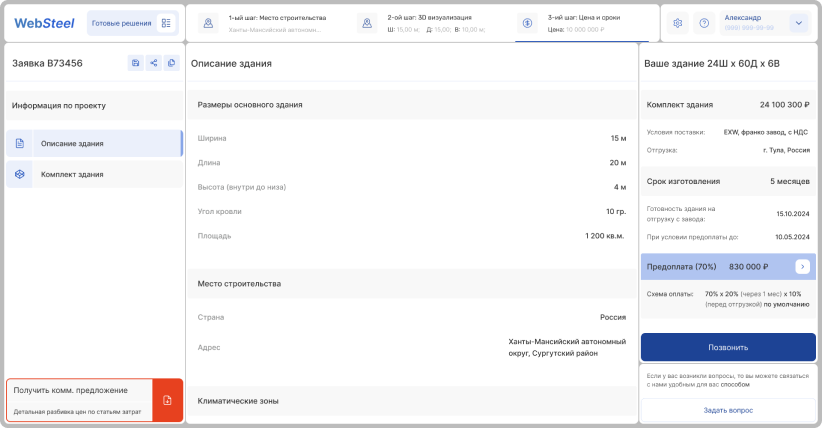 WebSteel
Готовые решения
1-ый шаг: Место строительства
Ханты-Мансийский автономн...
2-ой шаг: 3D визуализация
Ш: 15,00 м; Д: 15,00; В: 10,00 м;
3-ий шаг: Цена и сроки
Цена: 10 000 000 ₽
Александр
(989) 999-99-99
Заявка В73456
Информация по проекту
Описание здания
Комплект здания
Получить комм. предложение
Детальная разбивка цен по статьям затрат
Описание здания
Размеры основного здания
Ширина 15 м
Длина 20 м
Высота (внутри до низа) 4 м
Угол кровли 10 гр.
Площадь 1 200 кв.м.
Место строительства
Страна Россия
Адрес Ханты-Мансийский автономный
округ, Сургутский район
Климатические зоны
Ваше здание 24Ш x 60Д x 6В
Комплект здания 24 100 300 ₽
Условия поставки: EXW, франко завод, с НДС
Отгрузка: г. Тула, Россия
Срок изготовления 5 месяцев
Готовность здания на
отгрузку с завода: 15.10.2024
При условии предоплаты до: 10.05.2024
Предоплата (70%) 830 000 ₽
Схема оплаты: 70% x 20% (через 1 мес) x 10%
(перед отгрузкой) по умолчанию
Позвонить
Если у вас возникли вопросы, то вы можете связаться
с нами удобным для вас способом
Задать вопрос